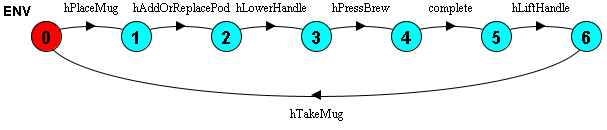 ENV
hPlaceMug hAddOrReplacePod hLowerHandle hPressBrew complete hLiftHandle
0 1 2 3 4 5 6
hTakeMug